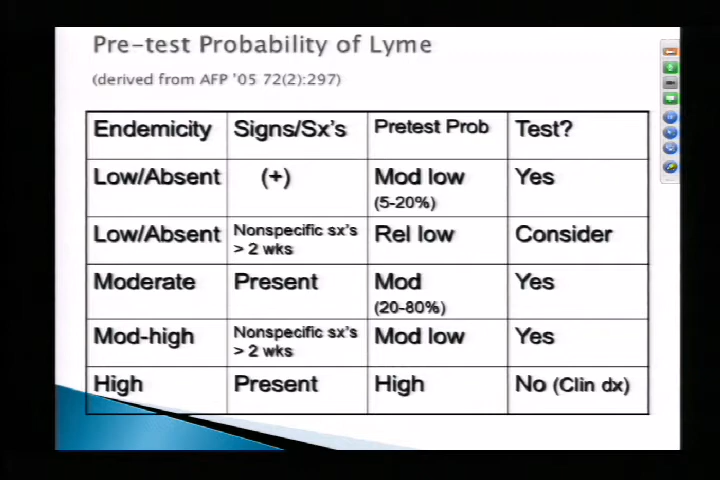 Pre-test Probability of Lyme
(derived from AFP '05 72(2):297)
Endemicity Signs/Sx's Pretest Prob Test?
Low/Absent (+) Mod low Yes
(5-20%)
Low/Absent Nonspecific sx's Rel low Consider
> 2 wks
Moderate Present Mod Yes
(20-80%)
Mod-high Nonspecific sx's Mod low Yes
> 2 wks
High Present High No (Clin dx)